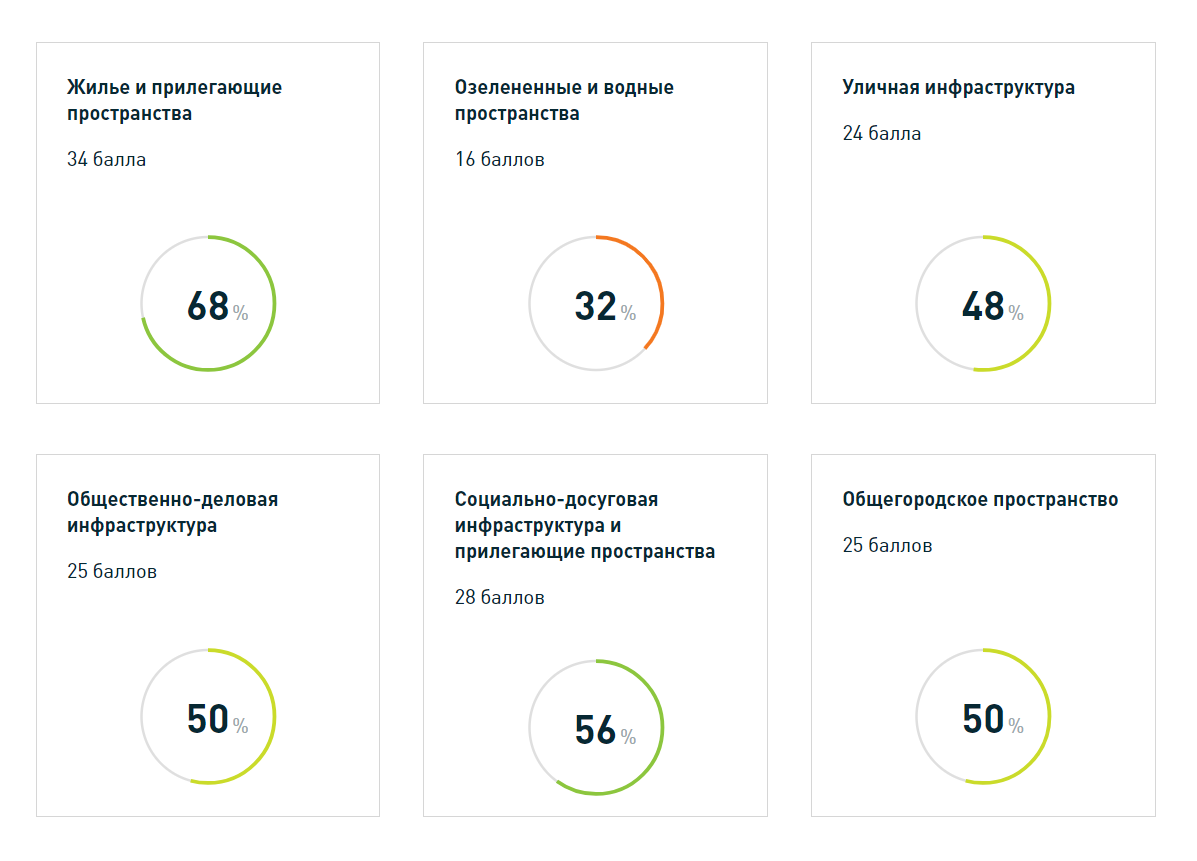 Жилье и прилегающие
пространства
34 балла
68 %
Озелененные и водные
пространства
16 баллов
32 %
Уличная инфраструктура
24 балла
48 %
Общественно-деловая
инфраструктура
25 баллов
50 %
Социально-досуговая
инфраструктура и
прилегающие пространства
28 баллов
56 %
Общегородское пространство
25 баллов
50 %